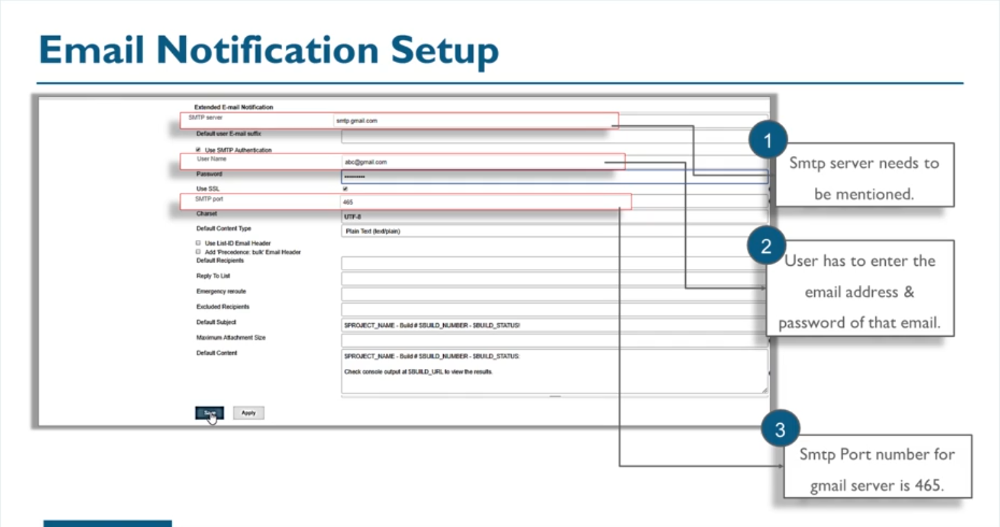 Email Notification Setup
Extended E-mail Notification
SMTP server
smtp.gmail.com
Default user E-mail suffix
Use SMTP Authentication
User Name
abc@gmail.com
Password
••••••••••
Use SSL
SMTP port
465
Charset
UTF-8
Default Content Type
Plain Text (text/plain)
Use List-ID Email Header
Add 'Precedence: bulk' Email Header
Default Recipients
Reply To List
Emergency reroute
Excluded Recipients
Default Subject
$PROJECT_NAME - Build # $BUILD_NUMBER - $BUILD_STATUS!
Maximum Attachment Size
Default Content
$PROJECT_NAME - Build # $BUILD_NUMBER - $BUILD_STATUS:
Check console output at $BUILD_URL to view the results.
Save
Apply
1
Smtp server needs to
be mentioned.
2
User has to enter the
email address &
password of that email.
3
Smtp Port number for
gmail server is 465.